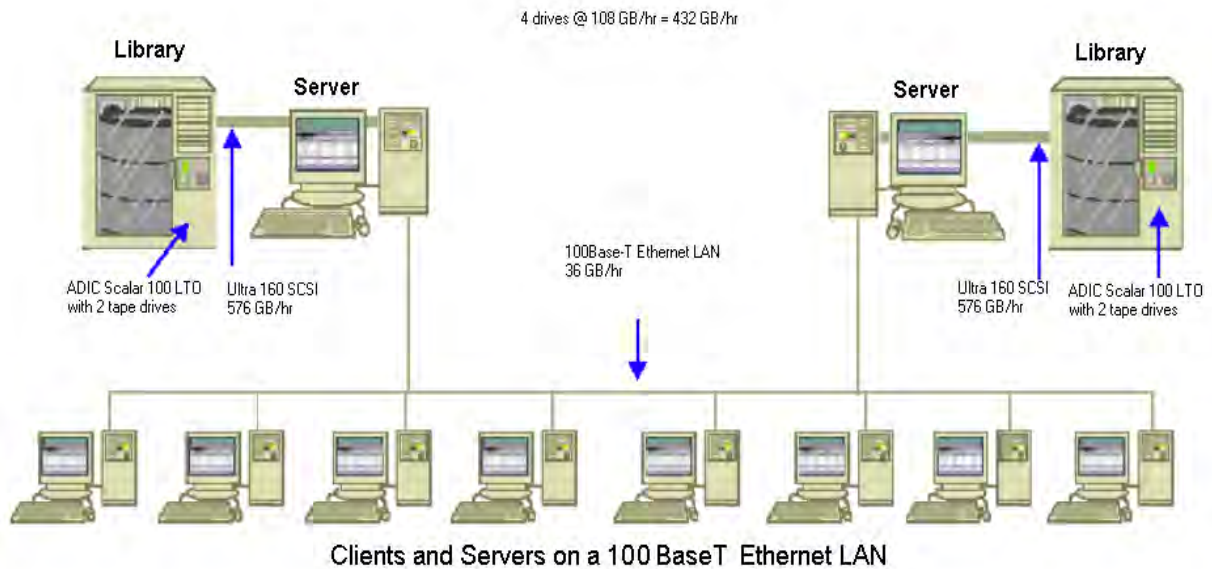 4 drives @ 108 GB/hr = 432 GB/hr
Library
Server
Server
Library
ADIC Scalar 100 LTO
with 2 tape drives
Ultra 160 SCSI
576 GB/hr
100Base-T Ethernet LAN
36 GB/hr
Ultra 160 SCSI
576 GB/hr
ADIC Scalar 100 LTO
with 2 tape drives
Clients and Servers on a 100 BaseT Ethernet LAN